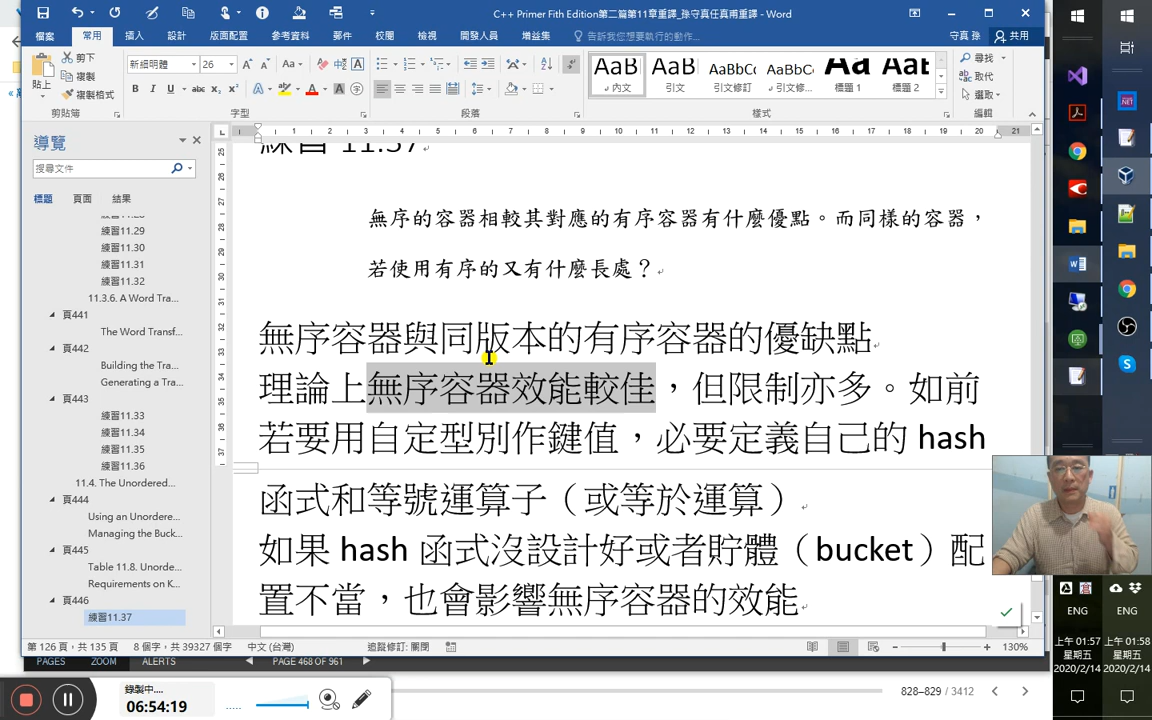 C++ Primer Fith Edition第二篇第11章重譯_孫守真任真甫重譯 - Word
檔案 常用 插入 設計 版面配置 參考資料 郵件 校閱 檢視 開發人員 增益集 告訴我您想要執行的動作... 守真 孫 共用
貼上 剪下 複製 複製格式
新細明體 26
AaB AaB AaBbCc AaBbCc Aab Aat
內文 引文 引文修訂 引文修... 標題 1 標題 2
尋找 取代 選取
剪貼簿 字型 段落 樣式 編輯
導覽
搜尋文件
標題 頁面 結果
練習11.29
練習11.30
練習11.31
練習11.32
11.3.6. A Word Tra...
頁441
The Word Transf...
頁442
Building the Tra...
Generating a Tra...
頁443
練習11.33
練習11.34
練習11.35
練習11.36
11.4. The Unordered...
頁444
Using an Unordere...
Managing the Buck...
頁445
Table 11.8. Unorde...
Requirements on K...
頁446
練習11.37
練習 11.37
無序的容器相較其對應的有序容器有什麼優點。而同樣的容器，
若使用有序的又有什麼長處？
無序容器與同版本的有序容器的優缺點
理論上無序容器效能較佳，但限制亦多。如前
若要用自定型別作鍵值，必要定義自己的 hash
函式和等號運算子（或等於運算）
如果 hash 函式沒設計好或者貯體（bucket）配
置不當，也會影響無序容器的效能
第 126 頁，共 135 頁 8 個字，共 39327 個字 中文 (台灣) 追蹤修訂: 關閉 130%
PAGES ZOOM ALERTS PAGE 468 OF 961
錄製中....
06:54:19
828–829 / 3412
ENG ENG
上午 01:57 上午 01:58
星期五 星期五
2020/2/14 2020/2/14